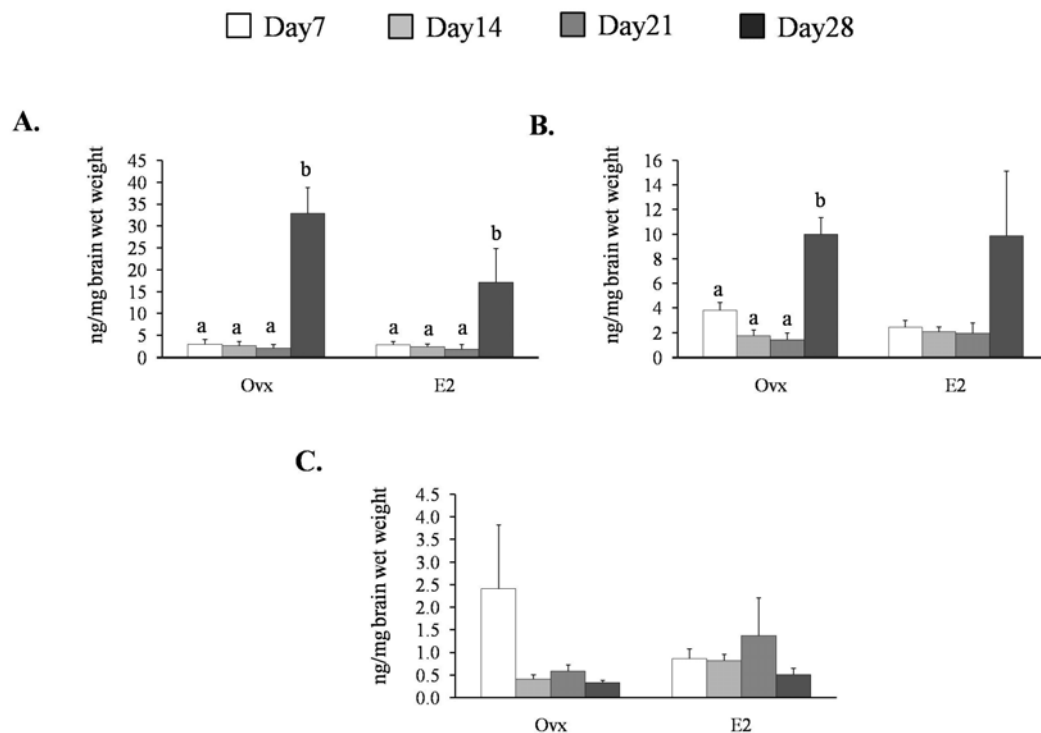 Day7 Day14 Day21 Day28
A.
ng/mg brain wet weight
45
40
35
30
25
20
15
10
5
0
a a a b
a a a b
Ovx E2
B.
ng/mg brain wet weight
16
14
12
10
8
6
4
2
0
a a a b
Ovx E2
C.
ng/mg brain wet weight
4.5
4.0
3.5
3.0
2.5
2.0
1.5
1.0
0.5
0.0
Ovx E2